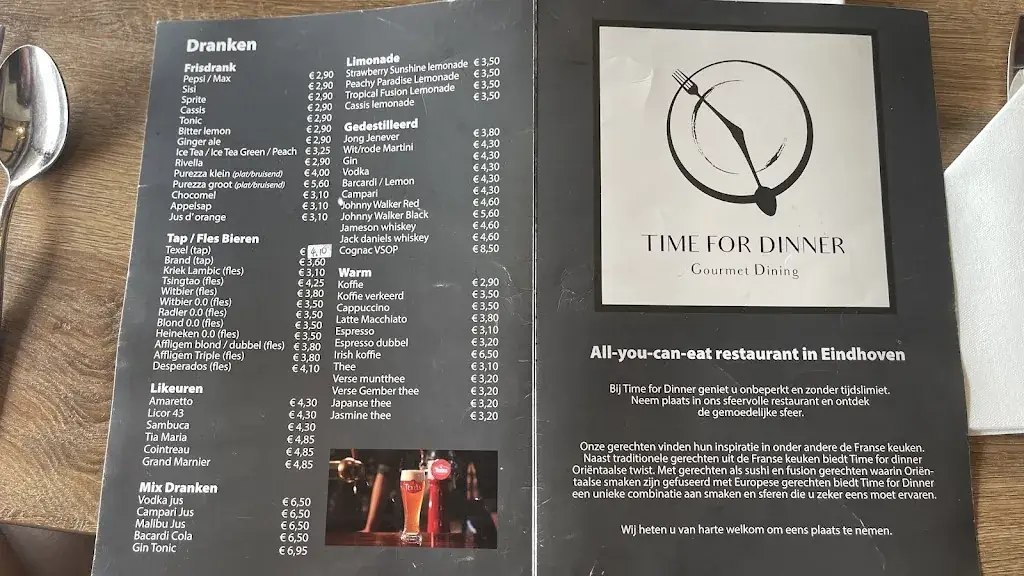 Dranken
Frisdrank
Pepsi / Max € 2,90
Sisi € 2,90
Sprite € 2,90
Cassis € 2,90
Tonic € 2,90
Bitter lemon € 2,90
Ginger ale € 2,90
Ice Tea / Ice Tea Green / Peach € 3,25
Rivella € 2,90
Purezza klein (plat/bruisend) € 4,00
Purezza groot (plat/bruisend) € 5,60
Chocomel € 3,10
Appelsap € 3,10
Jus d' orange € 3,10
Tap / Fles Bieren
Texel (tap) € 4,10
Brand (tap) € 3,60
Kriek Lambic (fles) € 3,10
Tsingtao (fles) € 4,25
Witbier (fles) € 3,80
Witbier 0.0 (fles) € 3,50
Radler 0.0 (fles) € 3,50
Blond 0.0 (fles) € 3,50
Heineken 0.0 (fles) € 3,50
Affligem blond / dubbel (fles) € 3,80
Affligem Triple (fles) € 3,80
Desperados (fles) € 4,10
Likeuren
Amaretto € 4,30
Licor 43 € 4,30
Sambuca € 4,30
Tia Maria € 4,85
Cointreau € 4,85
Grand Marnier € 4,85
Mix Dranken
Vodka jus € 6,50
Campari Jus € 6,50
Malibu Jus € 6,50
Bacardi Cola € 6,50
Gin Tonic € 6,95
Limonade
Strawberry Sunshine lemonade € 3,50
Peachy Paradise Lemonade € 3,50
Tropical Fusion Lemonade € 3,50
Cassis lemonade € 3,50
Gedestilleerd
Jong Jenever € 3,80
Wit/rode Martini € 4,30
Gin € 4,30
Vodka € 4,30
Barcardi / Lemon € 4,30
Campari € 4,30
Johnny Walker Red € 4,60
Johnny Walker Black € 5,60
Jameson whiskey € 4,60
Jack daniels whiskey € 4,60
Cognac VSOP € 8,50
Warm
Koffie € 2,90
Koffie verkeerd € 3,50
Cappuccino € 3,50
Latte Macchiato € 3,80
Espresso € 3,10
Espresso dubbel € 3,20
Irish koffie € 6,50
Thee € 3,10
Verse muntthee € 3,20
Verse Gember thee € 3,20
Japanse thee € 3,20
Jasmine thee € 3,20
TIME FOR DINNER
Gourmet Dining
All-you-can-eat restaurant in Eindhoven
Bij Time for Dinner geniet u onbeperkt en zonder tijdslimiet.
Neem plaats in ons sfeervolle restaurant en ontdek
de gemoedelijke sfeer.
Onze gerechten vinden hun inspiratie in onder andere de Franse keuken.
Naast traditionele gerechten uit de Franse keuken biedt Time for dinner
Oriëntaalse twist. Met gerechten als sushi en fusion gerechten waarin Oriën-
taalse smaken zijn gefuseerd met Europese gerechten biedt Time for Dinner
een unieke combinatie aan smaken en sferen die u zeker eens moet ervaren.
Wij heten u van harte welkom om eens plaats te nemen.